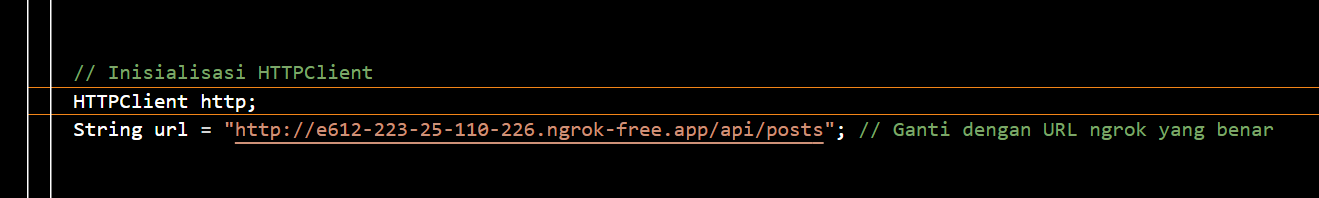 // Inisialisasi HTTPClient
HTTPClient http;
String url = "http://e612-223-25-110-226.ngrok-free.app/api/posts"; // Ganti dengan URL ngrok yang benar